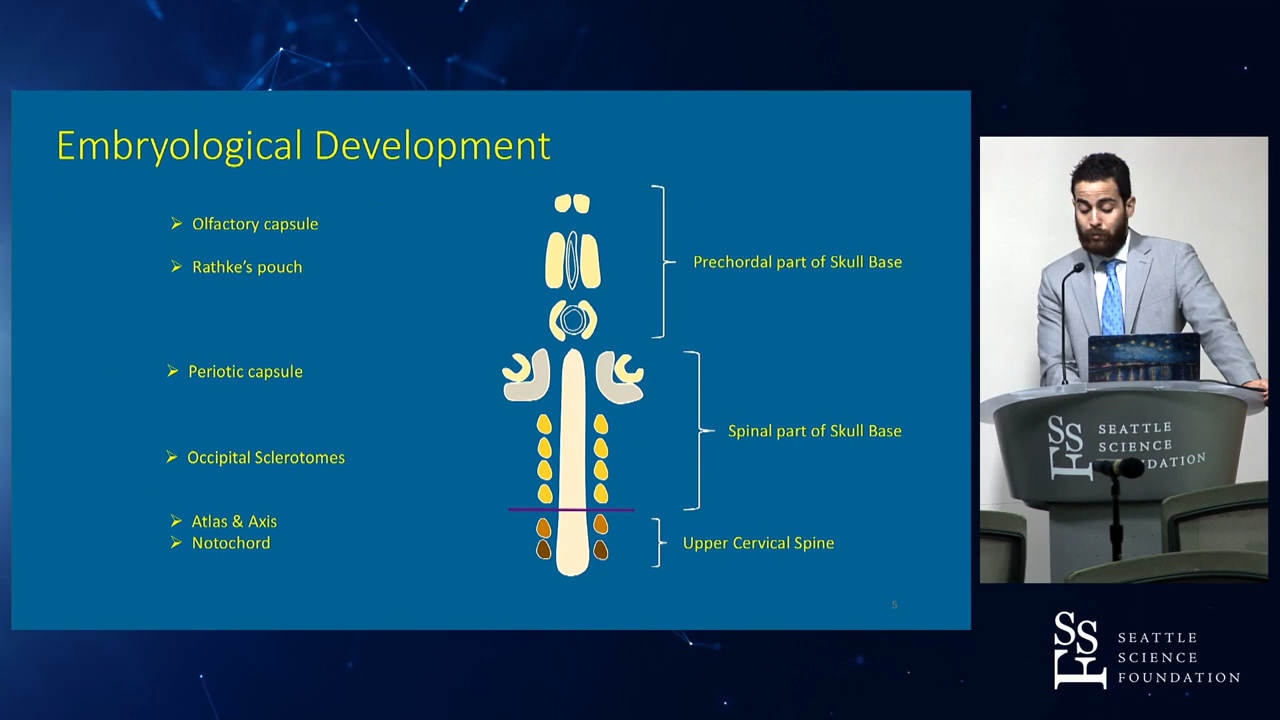 Embryological Development
Olfactory capsule
Rathke's pouch
Periotic capsule
Occipital Sclerotomes
Atlas & Axis
Notochord
Prechordal part of Skull Base
Spinal part of Skull Base
Upper Cervical Spine
5
SSF SEATTLE
SCIENCE
FOUNDATION
SSF SEATTLE
SCIENCE
FOUNDATION